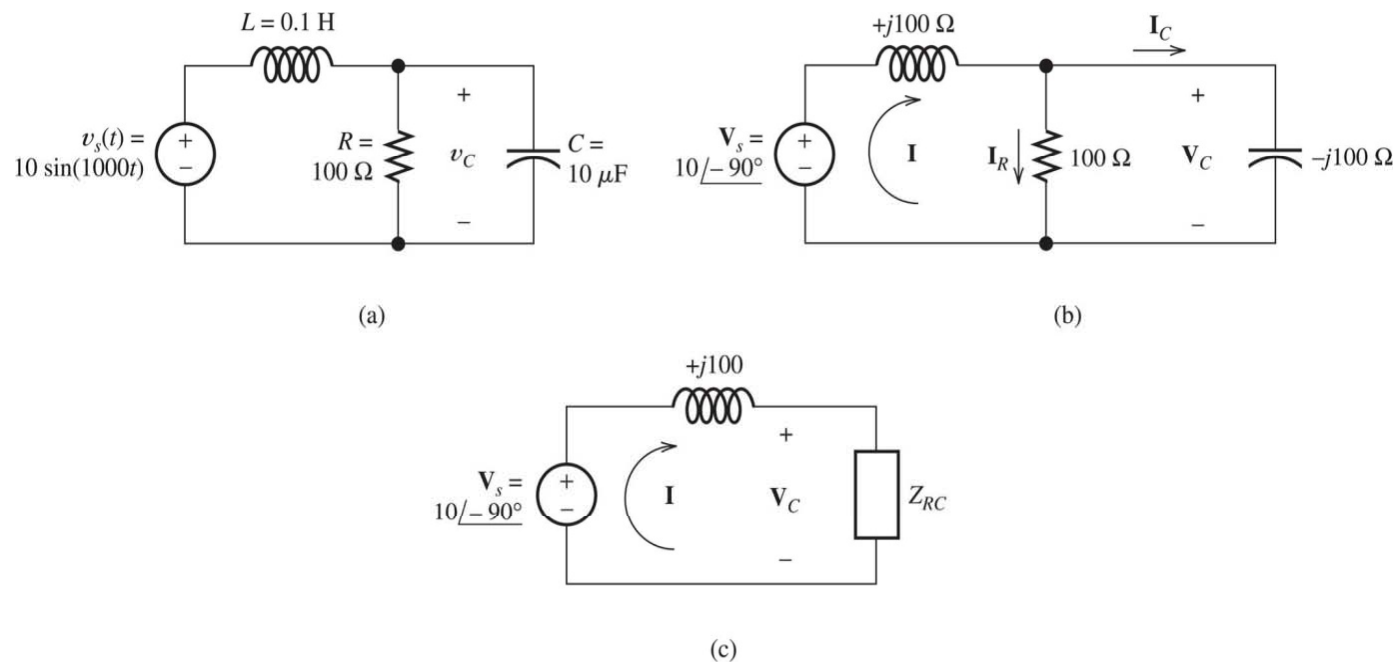 L = 0.1 H
v_s(t) =
10 sin(1000t)
+
−
R =
100 Ω
+
v_C
−
C =
10 μF
(a)
+j100 Ω
I_C
V_s =
10∠−90°
+
−
I
I_R
100 Ω
+
V_C
−
−j100 Ω
(b)
+j100
V_s =
10∠−90°
+
−
I
+
V_C
−
Z_RC
(c)